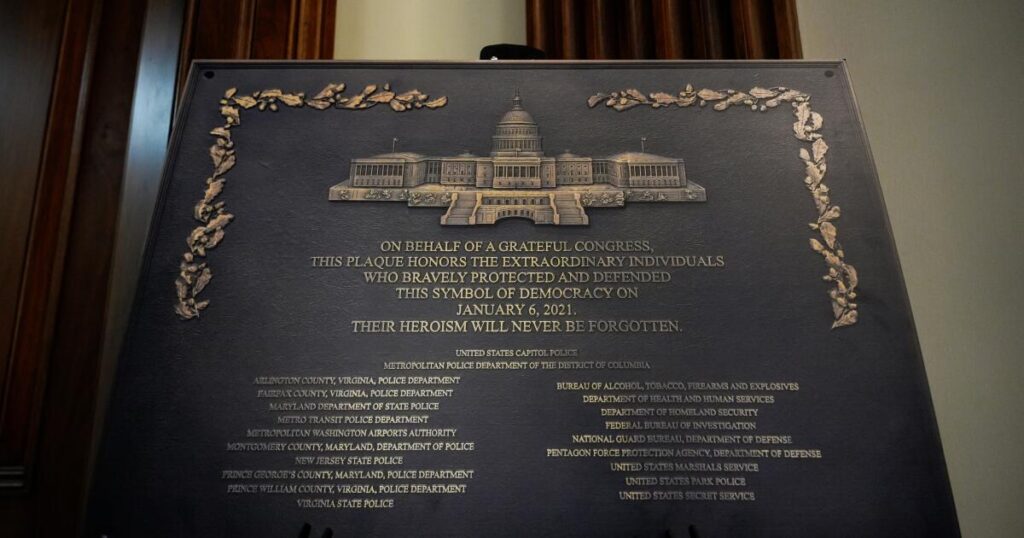 ON BEHALF OF A GRATEFUL CONGRESS,
THIS PLAQUE HONORS THE EXTRAORDINARY INDIVIDUALS
WHO BRAVELY PROTECTED AND DEFENDED
THIS SYMBOL OF DEMOCRACY ON
JANUARY 6, 2021.
THEIR HEROISM WILL NEVER BE FORGOTTEN.
UNITED STATES CAPITOL POLICE
METROPOLITAN POLICE DEPARTMENT OF THE DISTRICT OF COLUMBIA
ARLINGTON COUNTY, VIRGINIA, POLICE DEPARTMENT
FAIRFAX COUNTY, VIRGINIA, POLICE DEPARTMENT
MARYLAND DEPARTMENT OF STATE POLICE
METRO TRANSIT POLICE DEPARTMENT
METROPOLITAN WASHINGTON AIRPORTS AUTHORITY
MONTGOMERY COUNTY, MARYLAND, DEPARTMENT OF POLICE
NEW JERSEY STATE POLICE
PRINCE GEORGE'S COUNTY, MARYLAND, POLICE DEPARTMENT
PRINCE WILLIAM COUNTY, VIRGINIA, POLICE DEPARTMENT
VIRGINIA STATE POLICE
BUREAU OF ALCOHOL, TOBACCO, FIREARMS AND EXPLOSIVES
DEPARTMENT OF HEALTH AND HUMAN SERVICES
DEPARTMENT OF HOMELAND SECURITY
FEDERAL BUREAU OF INVESTIGATION
NATIONAL GUARD BUREAU, DEPARTMENT OF DEFENSE
PENTAGON FORCE PROTECTION AGENCY, DEPARTMENT OF DEFENSE
UNITED STATES MARSHALS SERVICE
UNITED STATES PARK POLICE
UNITED STATES SECRET SERVICE